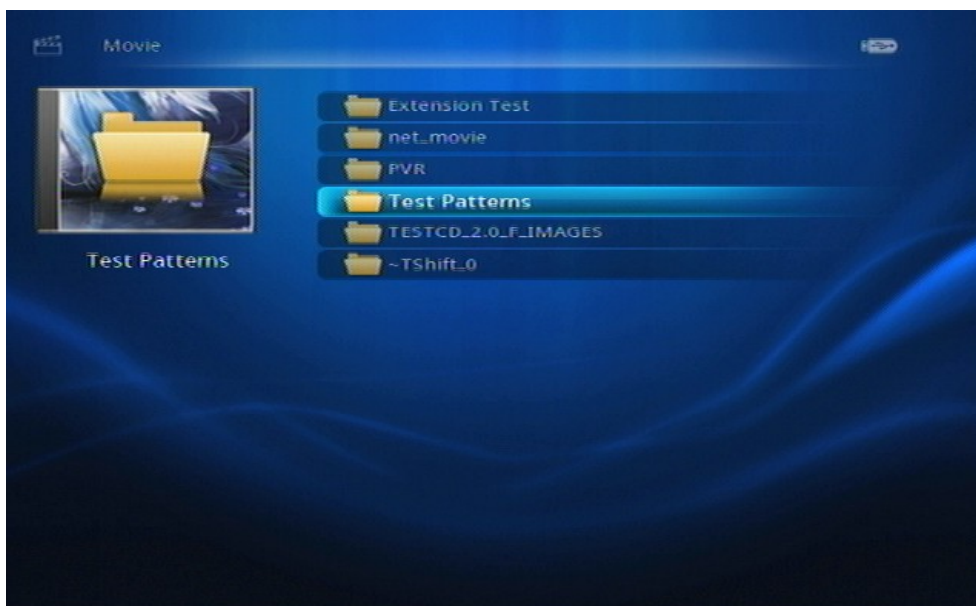 Movie
Extension Test
net_movie
PVR
Test Patterns
TESTCD_2.0_F_IMAGES
~TShift_0
Test Patterns